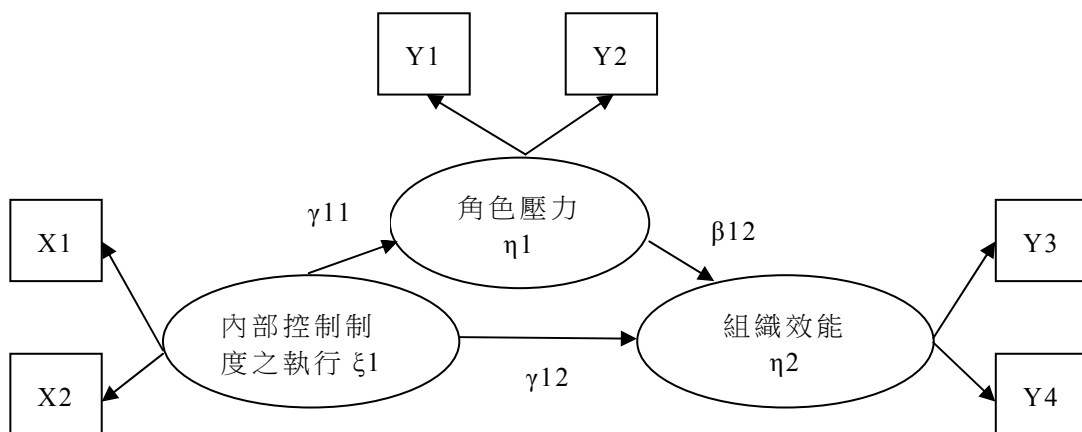 Y1
Y2
角色壓力
η1
γ11
β12
X1
Y3
內部控制制
度之執行 ξ1
組織效能
η2
γ12
X2
Y4